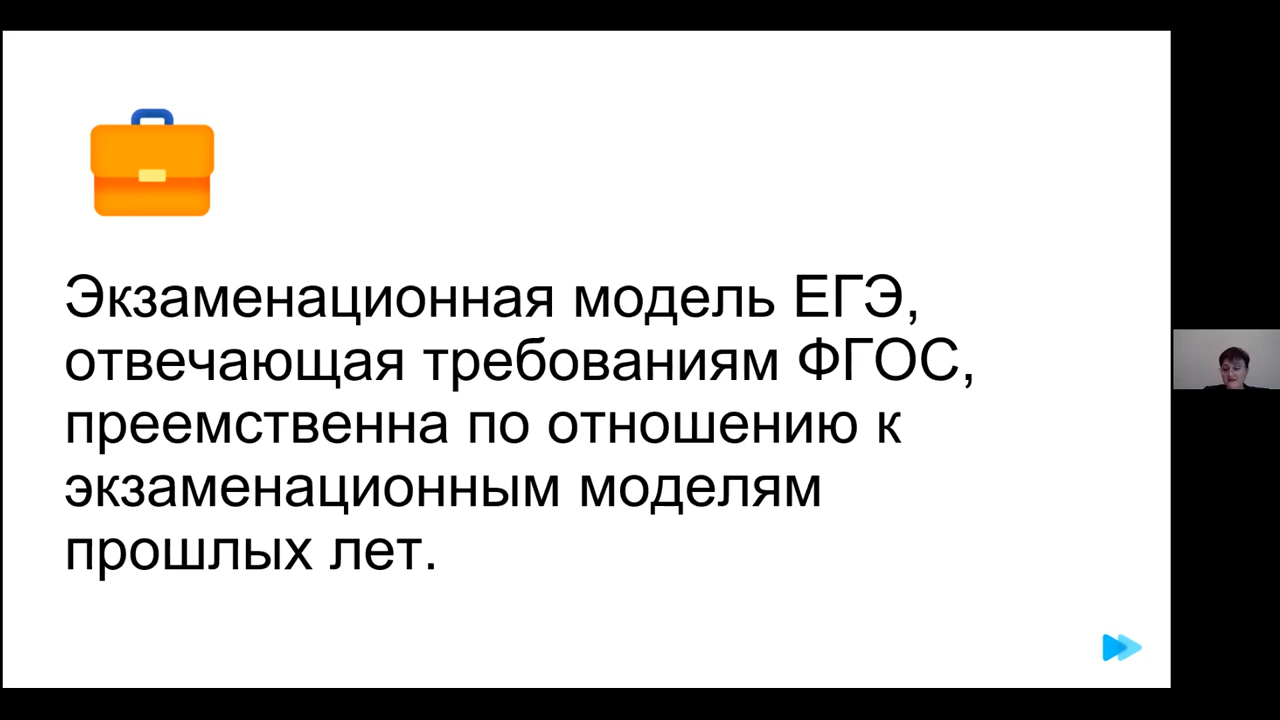 Экзаменационная модель ЕГЭ,
отвечающая требованиям ФГОС,
преемственна по отношению к
экзаменационным моделям
прошлых лет.